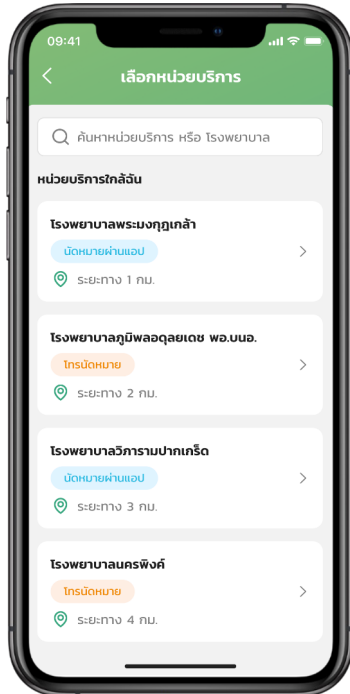 09:41
เลือกหน่วยบริการ
ค้นหาหน่วยบริการ หรือ โรงพยาบาล
หน่วยบริการใกล้ฉัน
โรงพยาบาลพระมงกุฎเกล้า
นัดหมายผ่านแอป
ระยะทาง 1 กม.
โรงพยาบาลภูมิพลอดุลยเดช พอ.บนอ.
โทรนัดหมาย
ระยะทาง 2 กม.
โรงพยาบาลวิภารามปากเกร็ด
นัดหมายผ่านแอป
ระยะทาง 3 กม.
โรงพยาบาลนครพิงค์
โทรนัดหมาย
ระยะทาง 4 กม.